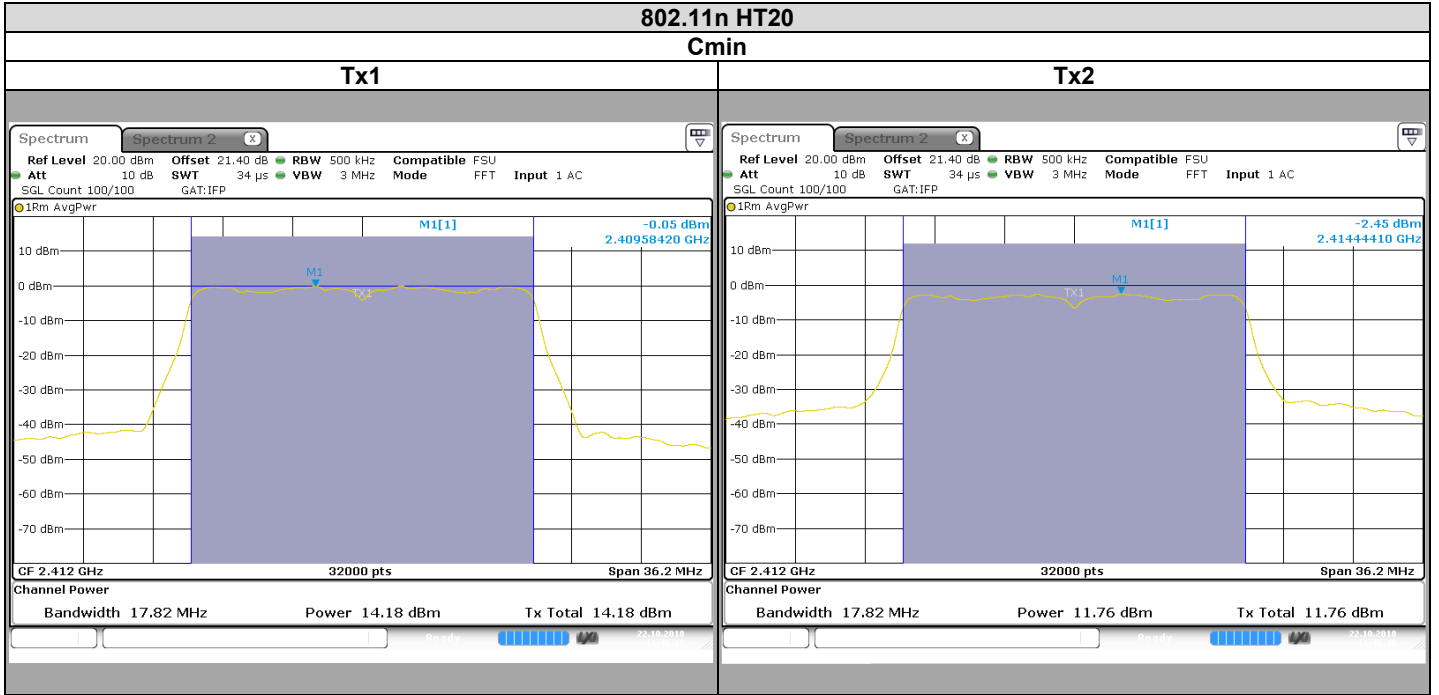 802.11n HT20
Cmin
Tx1
Tx2
Spectrum Spectrum 2 X
Ref Level 20.00 dBm Offset 21.40 dB RBW 500 kHz Compatible FSU
Att 10 dB SWT 34 µs VBW 3 MHz Mode FFT Input 1 AC
SGL Count 100/100 GAT:IFP
1Rm AvgPwr
M1[1] -0.05 dBm
2.40958420 GHz
10 dBm
M1
0 dBm
TX1
-10 dBm
-20 dBm
-30 dBm
-40 dBm
-50 dBm
-60 dBm
-70 dBm
CF 2.412 GHz 32000 pts Span 36.2 MHz
Channel Power
Bandwidth 17.82 MHz Power 14.18 dBm Tx Total 14.18 dBm
Ready 22.10.2018
Spectrum Spectrum 2 X
Ref Level 20.00 dBm Offset 21.40 dB RBW 500 kHz Compatible FSU
Att 10 dB SWT 34 µs VBW 3 MHz Mode FFT Input 1 AC
SGL Count 100/100 GAT:IFP
1Rm AvgPwr
M1[1] -2.45 dBm
2.41444410 GHz
10 dBm
M1
0 dBm
TX1
-10 dBm
-20 dBm
-30 dBm
-40 dBm
-50 dBm
-60 dBm
-70 dBm
CF 2.412 GHz 32000 pts Span 36.2 MHz
Channel Power
Bandwidth 17.82 MHz Power 11.76 dBm Tx Total 11.76 dBm
Ready 22.10.2018